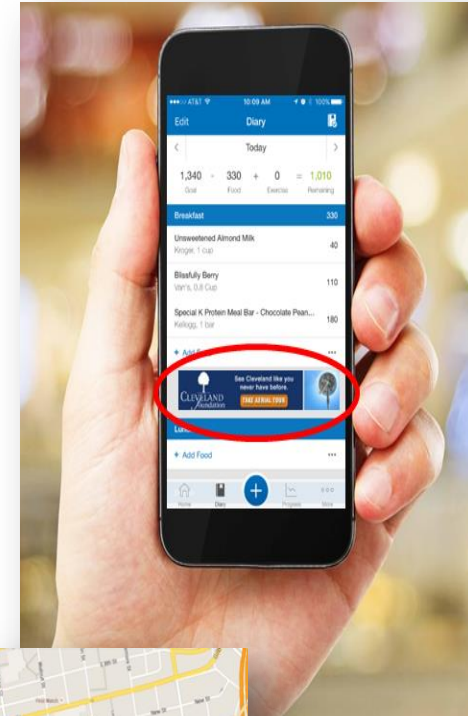 AT&T 10:09 AM 100%
Edit Diary
Today
1,340 - 330 + 0 = 1,010
Goal Food Exercise Remaining
Breakfast 330
Unsweetened Almond Milk
Kroger, 1 cup 40
Blissfully Berry
Van's, 0.8 Cup 110
Special K Protein Meal Bar - Chocolate Pean...
Kellogg, 1 bar 180
+ Add
See Cleveland like you
never have before.
CLEVELAND
foundation
TAKE AERIAL TOUR
+ Add Food
Home Diary + Progress More